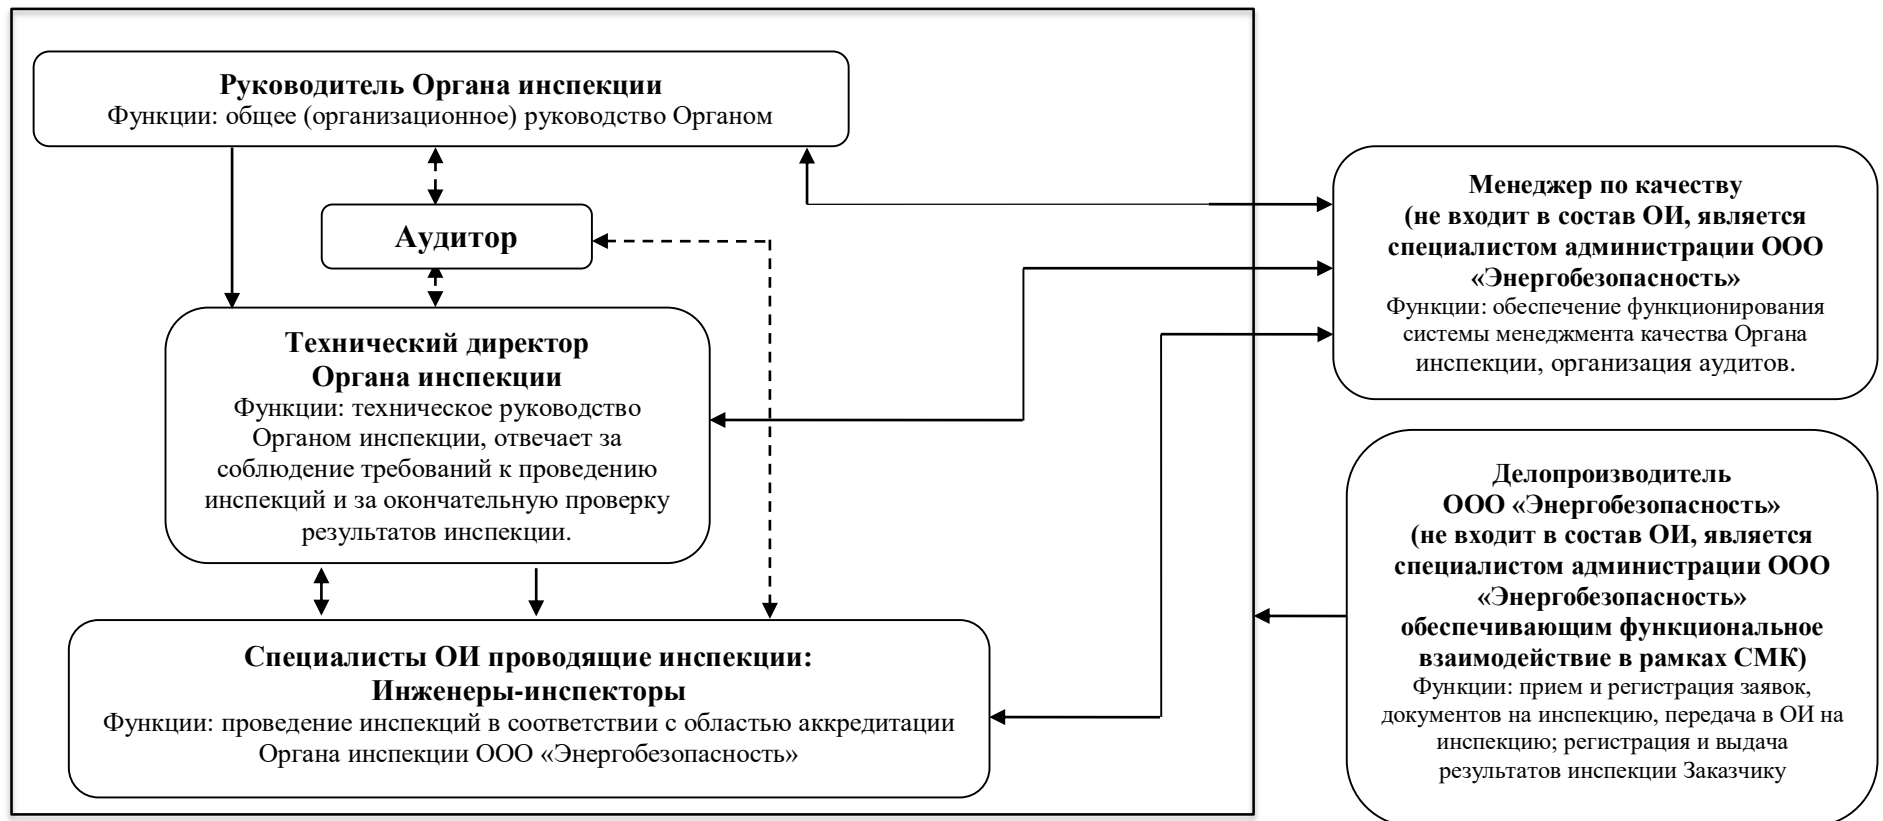 Руководитель Органа инспекции
Функции: общее (организационное) руководство Органом
Аудитор
Технический директор
Органа инспекции
Функции: техническое руководство
Органом инспекции, отвечает за
соблюдение требований к проведению
инспекций и за окончательную проверку
результатов инспекции.
Специалисты ОИ проводящие инспекции:
Инженеры-инспекторы
Функции: проведение инспекций в соответствии с областью аккредитации
Органа инспекции ООО «Энергобезопасность»
Менеджер по качеству
(не входит в состав ОИ, является
специалистом администрации ООО
«Энергобезопасность»
Функции: обеспечение функционирования
системы менеджмента качества Органа
инспекции, организация аудитов.
Делопроизводитель
ООО «Энергобезопасность»
(не входит в состав ОИ, является
специалистом администрации ООО
«Энергобезопасность»
обеспечивающим функциональное
взаимодействие в рамках СМК)
Функции: прием и регистрация заявок,
документов на инспекцию, передача в ОИ на
инспекцию; регистрация и выдача
результатов инспекции Заказчику